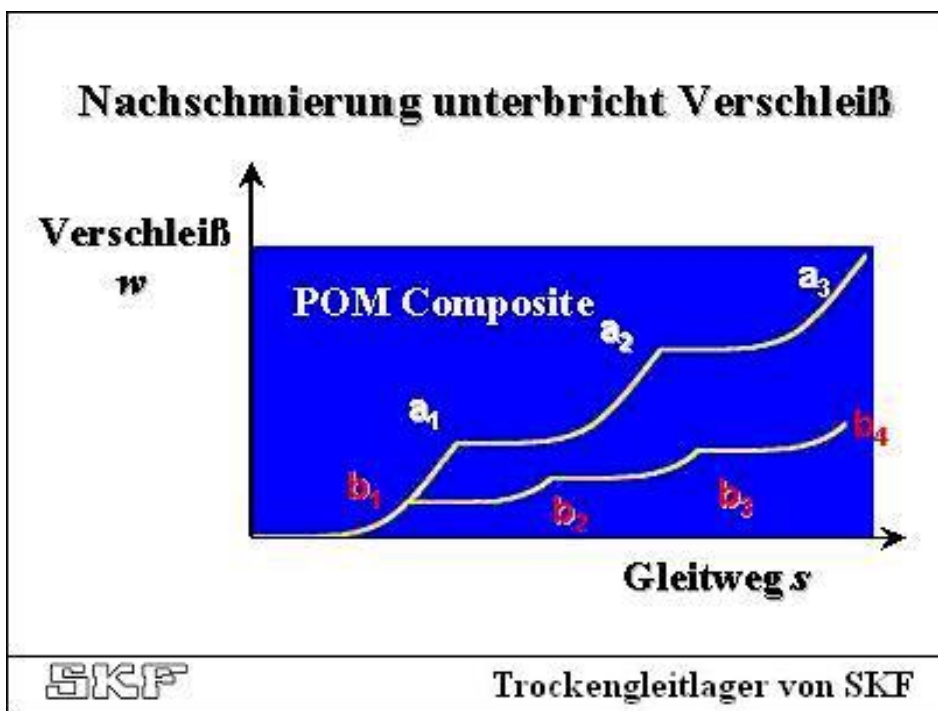 Nachschmierung unterbricht Verschleiß
Verschleiß
w
POM Composite
a₃
a₂
a₁
b₁
b₂
b₃
b₄
Gleitweg s
SKF
Trockengleitlager von SKF